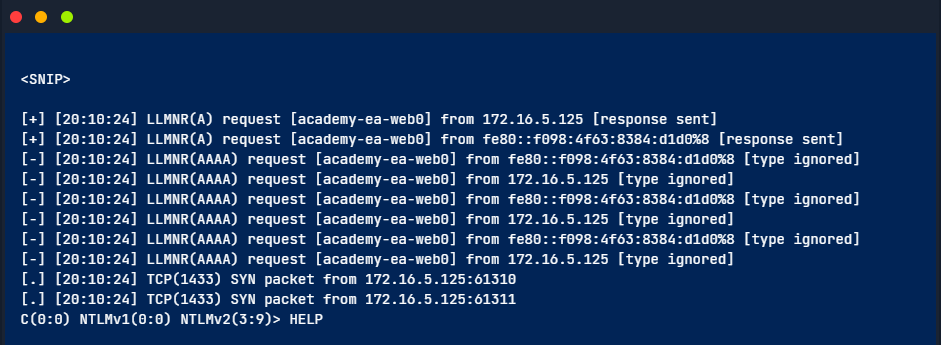 <SNIP>
[+] [20:10:24] LLMNR(A) request [academy-ea-web0] from 172.16.5.125 [response sent]
[+] [20:10:24] LLMNR(A) request [academy-ea-web0] from fe80::f098:4f63:8384:d1d0%8 [response sent]
[-] [20:10:24] LLMNR(AAAA) request [academy-ea-web0] from fe80::f098:4f63:8384:d1d0%8 [type ignored]
[-] [20:10:24] LLMNR(AAAA) request [academy-ea-web0] from 172.16.5.125 [type ignored]
[-] [20:10:24] LLMNR(AAAA) request [academy-ea-web0] from fe80::f098:4f63:8384:d1d0%8 [type ignored]
[-] [20:10:24] LLMNR(AAAA) request [academy-ea-web0] from 172.16.5.125 [type ignored]
[-] [20:10:24] LLMNR(AAAA) request [academy-ea-web0] from fe80::f098:4f63:8384:d1d0%8 [type ignored]
[-] [20:10:24] LLMNR(AAAA) request [academy-ea-web0] from 172.16.5.125 [type ignored]
[.] [20:10:24] TCP(1433) SYN packet from 172.16.5.125:61310
[.] [20:10:24] TCP(1433) SYN packet from 172.16.5.125:61311
C(0:0) NTLMv1(0:0) NTLMv2(3:9)> HELP